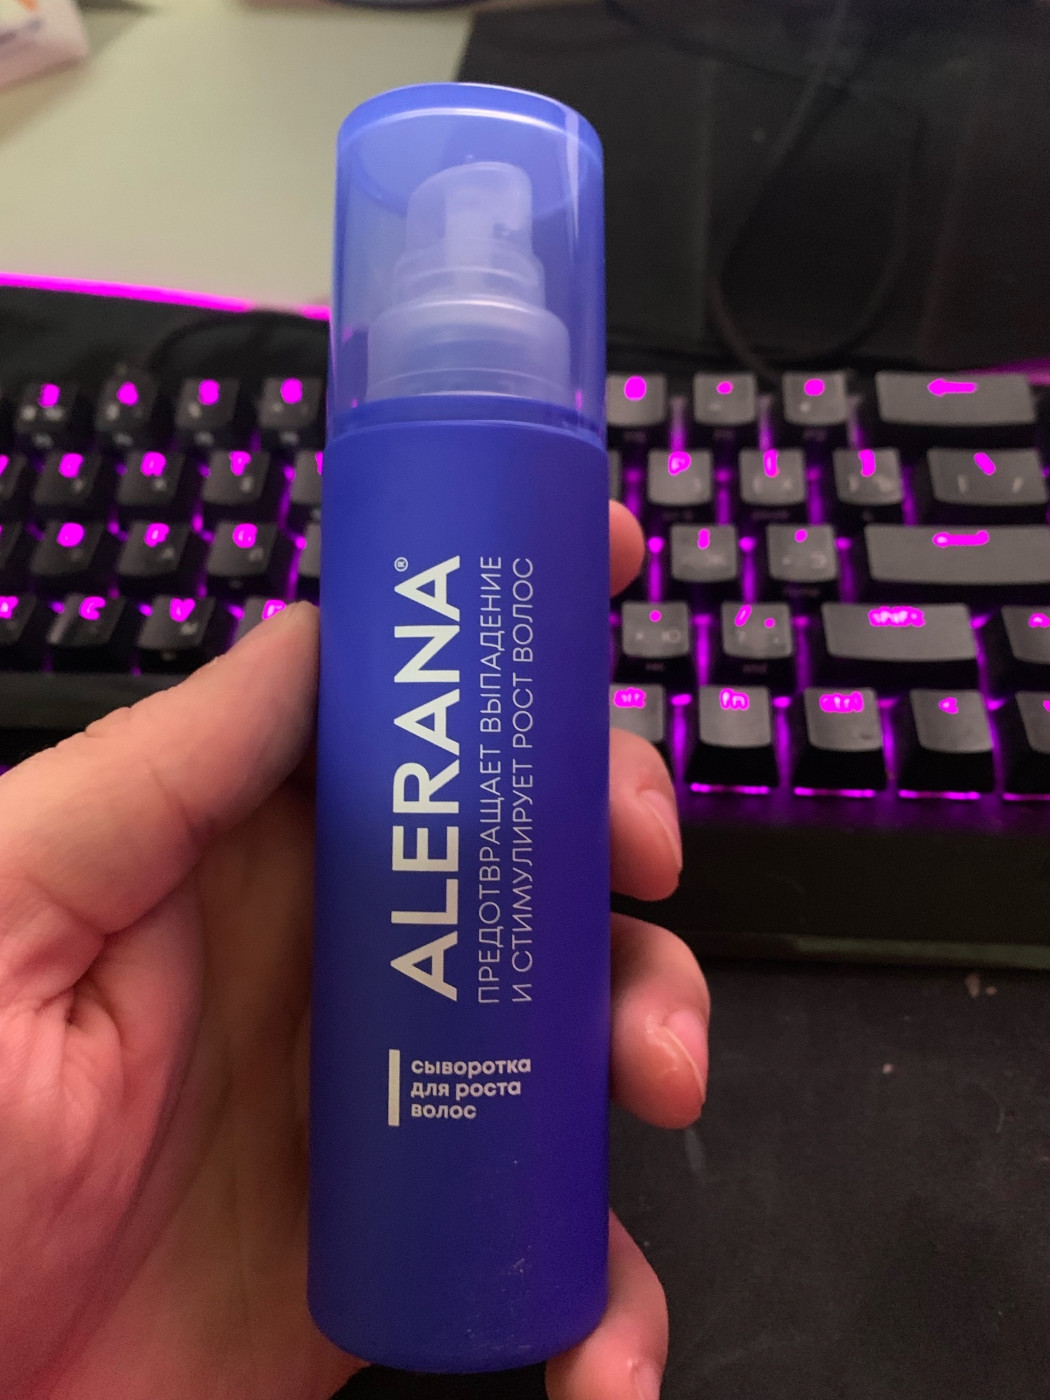 ALERANA®
ПРЕДОТВРАЩАЕТ ВЫПАДЕНИЕ
И СТИМУЛИРУЕТ РОСТ ВОЛОС
сыворотка
для роста
волос